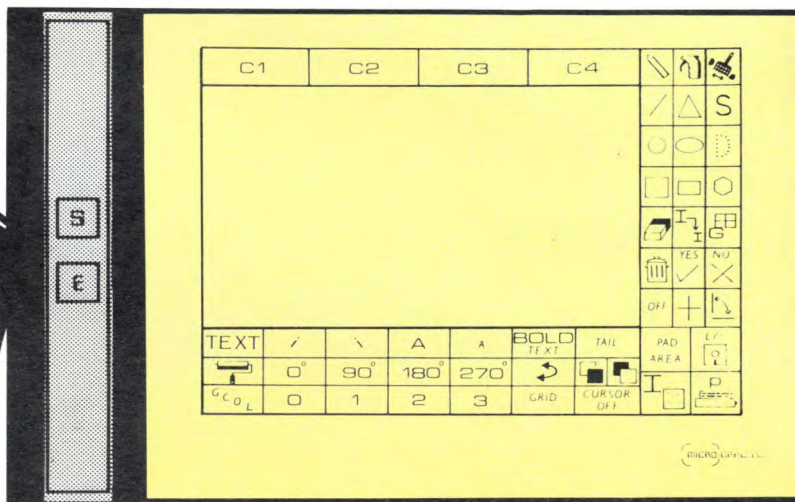 C1 C2 C3 C4
S
D
S
E
I I G
YES NO
OFF
TEXT A A BOLD TEXT TAIL PAD AREA
0° 90° 180° 270°
GCOL 0 1 2 3 GRID CURSOR OFF I P
MICRO